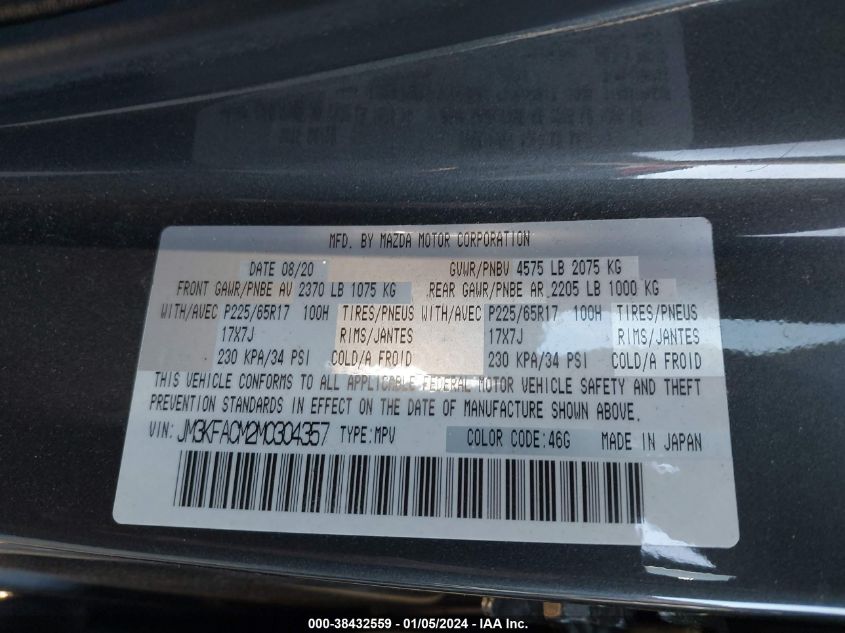 MFD. BY MAZDA MOTOR CORPORATION
DATE 08/20 GVWR/PNBV 4575 LB 2075 KG
FRONT GAWR/PNBE AV 2370 LB 1075 KG REAR GAWR/PNBE AR 2205 LB 1000 KG
WITH/AVEC P225/65R17 100H TIRES/PNEUS WITH/AVEC P225/65R17 100H TIRES/PNEUS
17X7J RIMS/JANTES 17X7J RIMS/JANTES
230 KPA/34 PSI COLD/A FROID 230 KPA/34 PSI COLD/A FROID
THIS VEHICLE CONFORMS TO ALL APPLICABLE FEDERAL MOTOR VEHICLE SAFETY AND THEFT
PREVENTION STANDARDS IN EFFECT ON THE DATE OF MANUFACTURE SHOWN ABOVE.
VIN: JM3KFACM2M0304357 TYPE:MPV COLOR CODE:46G MADE IN JAPAN
000-38432559 - 01/05/2024 - IAA Inc.